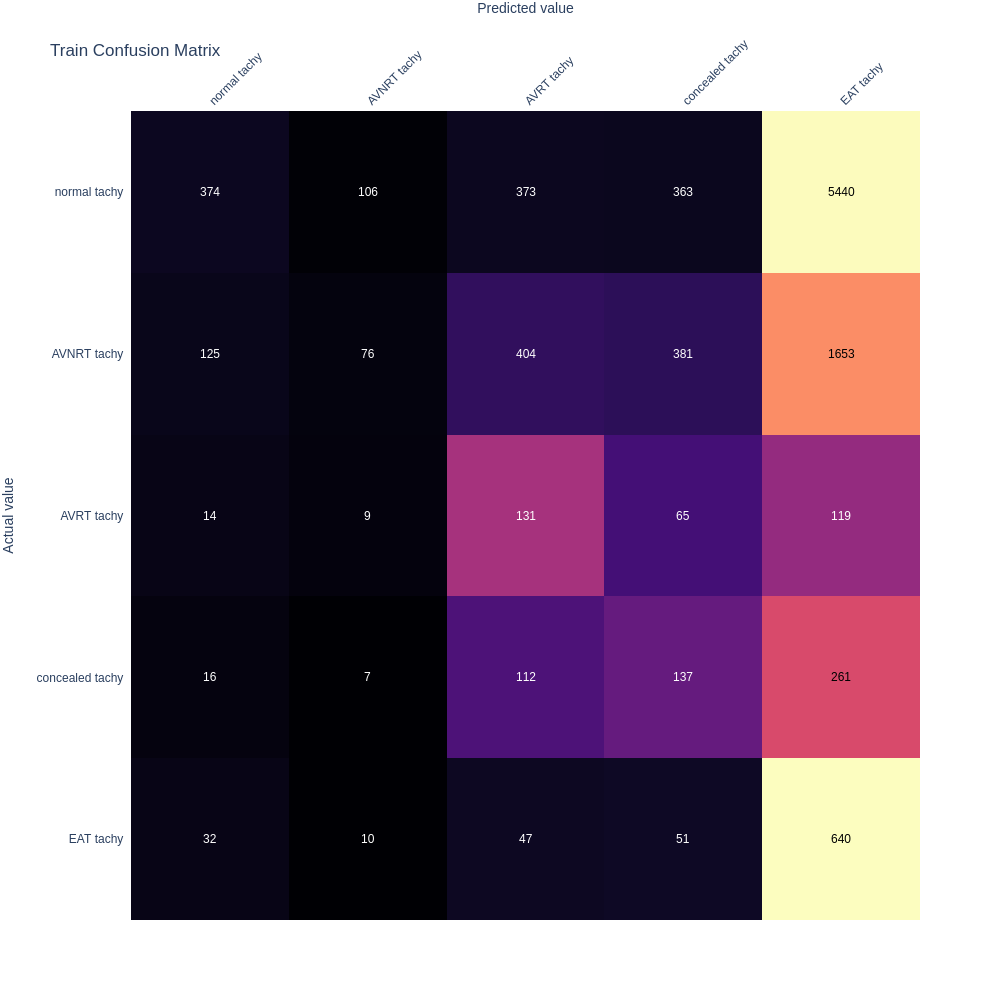 Predicted value
Train Confusion Matrix
normal tachy
AVNRT tachy
AVRT tachy
concealed tachy
EAT tachy
Actual value
normal tachy 374 106 373 363 5440
AVNRT tachy 125 76 404 381 1653
AVRT tachy 14 9 131 65 119
concealed tachy 16 7 112 137 261
EAT tachy 32 10 47 51 640